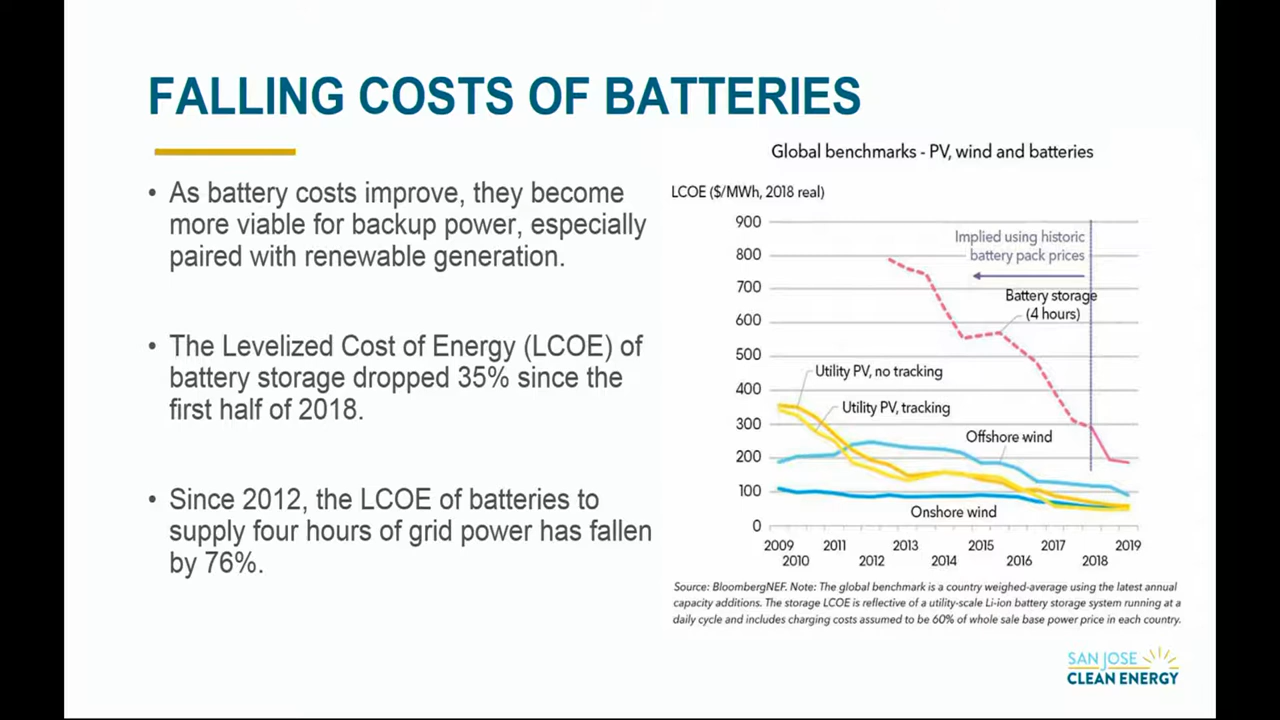 FALLING COSTS OF BATTERIES
• As battery costs improve, they become
more viable for backup power, especially
paired with renewable generation.
• The Levelized Cost of Energy (LCOE) of
battery storage dropped 35% since the
first half of 2018.
• Since 2012, the LCOE of batteries to
supply four hours of grid power has fallen
by 76%.
Global benchmarks - PV, wind and batteries
LCOE ($/MWh, 2018 real)
900
800
700
600
500
400
300
200
100
0
Implied using historic
battery pack prices
Battery storage
(4 hours)
Utility PV, no tracking
Utility PV, tracking
Offshore wind
Onshore wind
2009 2011 2013 2015 2017 2019
2010 2012 2014 2016 2018
Source: BloombergNEF. Note: The global benchmark is a country weighed-average using the latest annual
capacity additions. The storage LCOE is reflective of a utility-scale Li-ion battery storage system running at a
daily cycle and includes charging costs assumed to be 60% of whole sale base power price in each country.
SAN JOSE
CLEAN ENERGY